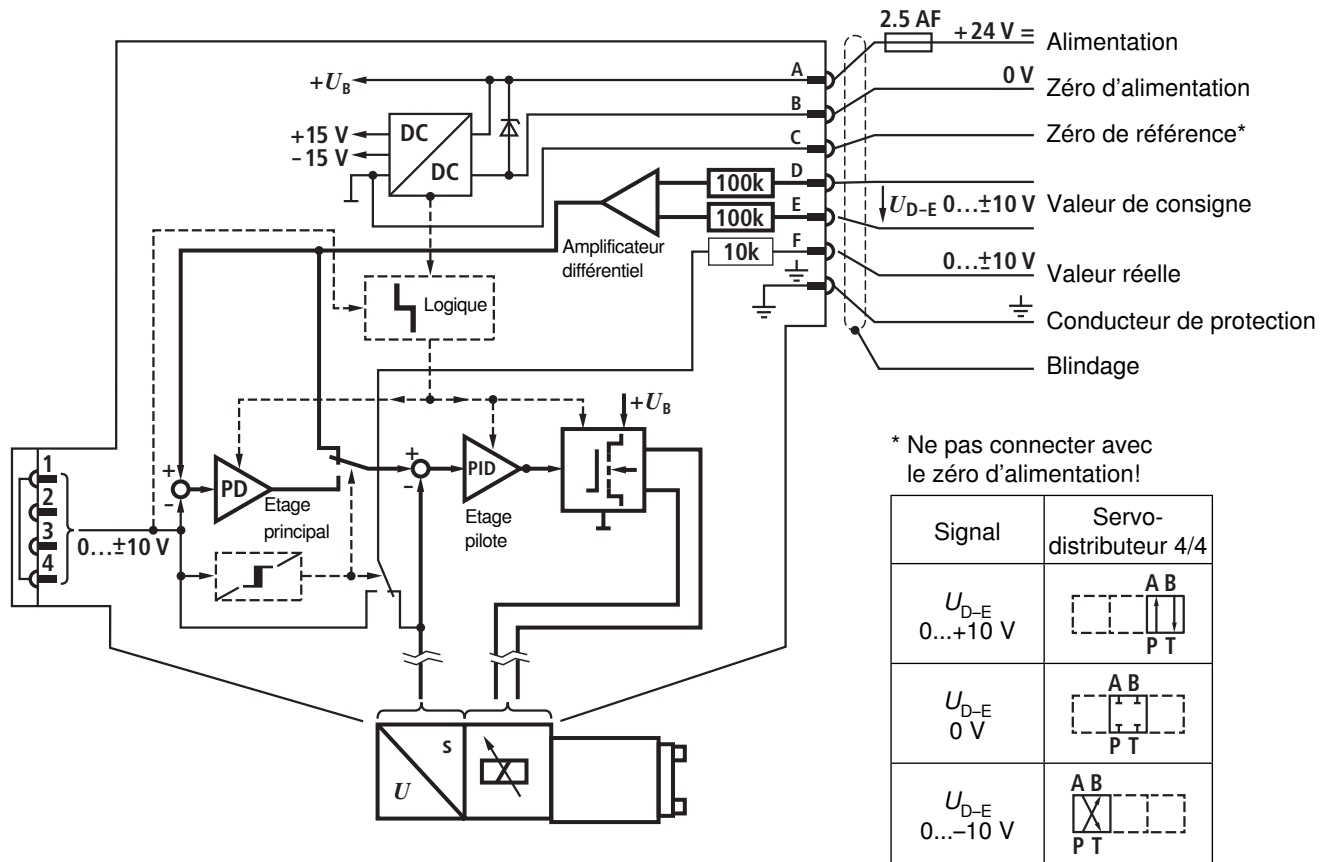 2.5 AF
+24 V =
Alimentation
A
+U_B
0 V
Zéro d'alimentation
B
+15 V
-15 V
DC
DC
C
Zéro de référence*
D
100k
E
100k
U_D–E 0...±10 V
Valeur de consigne
Amplificateur
différentiel
F
10k
0...±10 V
Valeur réelle
Logique
Conducteur de protection
Blindage
+U_B
1
2
3
4
0...±10 V
+
-
PD
Etage
principal
+
-
PID
Etage
pilote
U
s
* Ne pas connecter avec
le zéro d'alimentation!
Signal
Servo-
distributeur 4/4
U_D–E
0...+10 V
A B
P T
U_D–E
0 V
A B
P T
U_D–E
0...–10 V
A B
P T